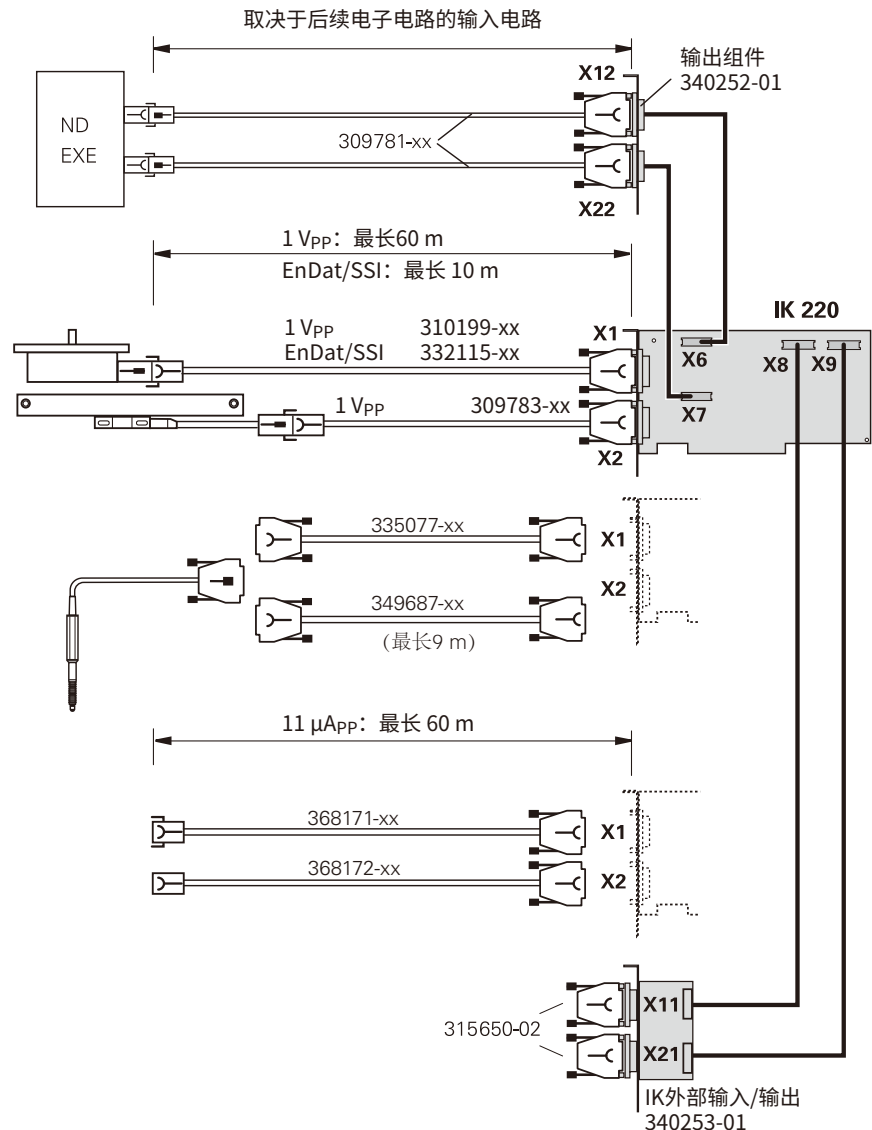 取决于后续电子电路的输入电路
X12
输出组件
340252-01
ND
EXE
309781-xx
X22
1 VPP：最长60 m
EnDat/SSI：最长 10 m
IK 220
1 VPP 310199-xx
EnDat/SSI 332115-xx
X1
X6
X8
X9
1 VPP 309783-xx
X7
X2
335077-xx
X1
X2
349687-xx
（最长9 m）
11 µAPP：最长 60 m
368171-xx
X1
368172-xx
X2
X11
315650-02
X21
IK外部输入/输出
340253-01